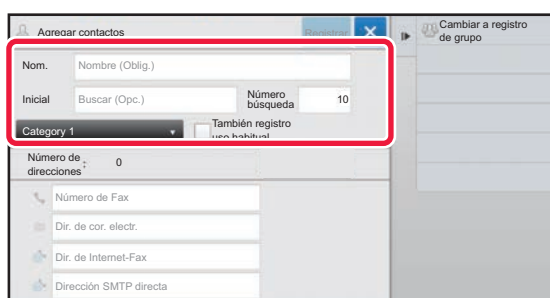 Agregar contactos
Registrar
Cambiar a registro
de grupo
Nom.
Nombre (Oblig.)
Inicial
Buscar (Opc.)
Número
búsqueda
10
Category 1
También registro
uso habitual
Número de
direcciones
:
0
Número de Fax
Dir. de cor. electr.
Dir. de Internet-Fax
Dirección SMTP directa